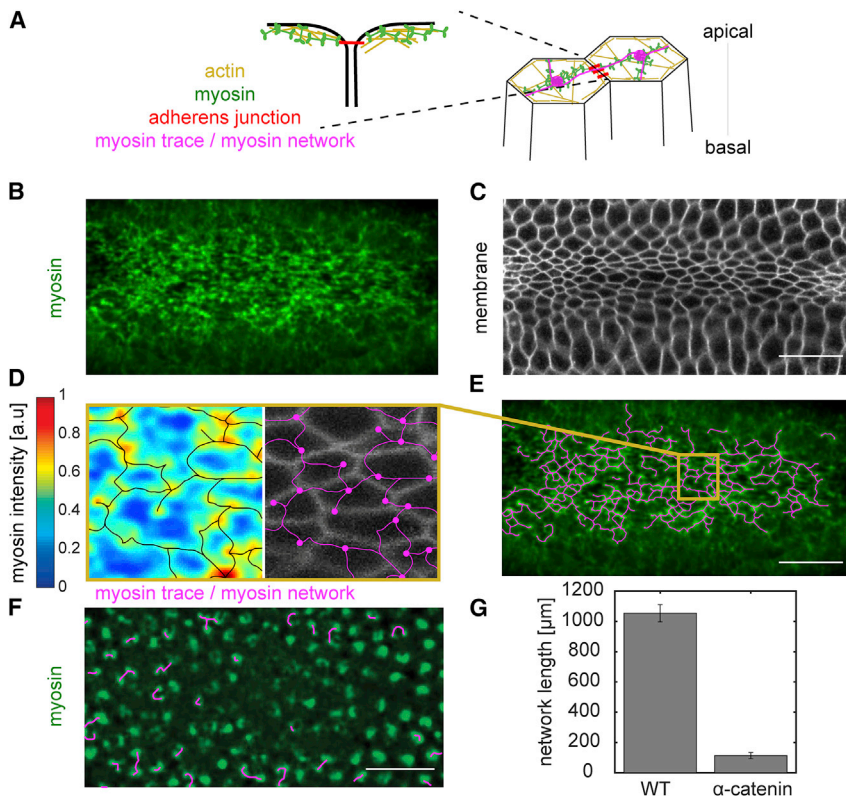 A
actin
myosin
adherens junction
myosin trace / myosin network
apical
basal
B
myosin
C
membrane
D
myosin intensity [a.u]
1
0.8
0.6
0.4
0.2
0
myosin trace / myosin network
E
F
myosin
G
network length [μm]
1200
1000
800
600
400
200
0
WT
α-catenin